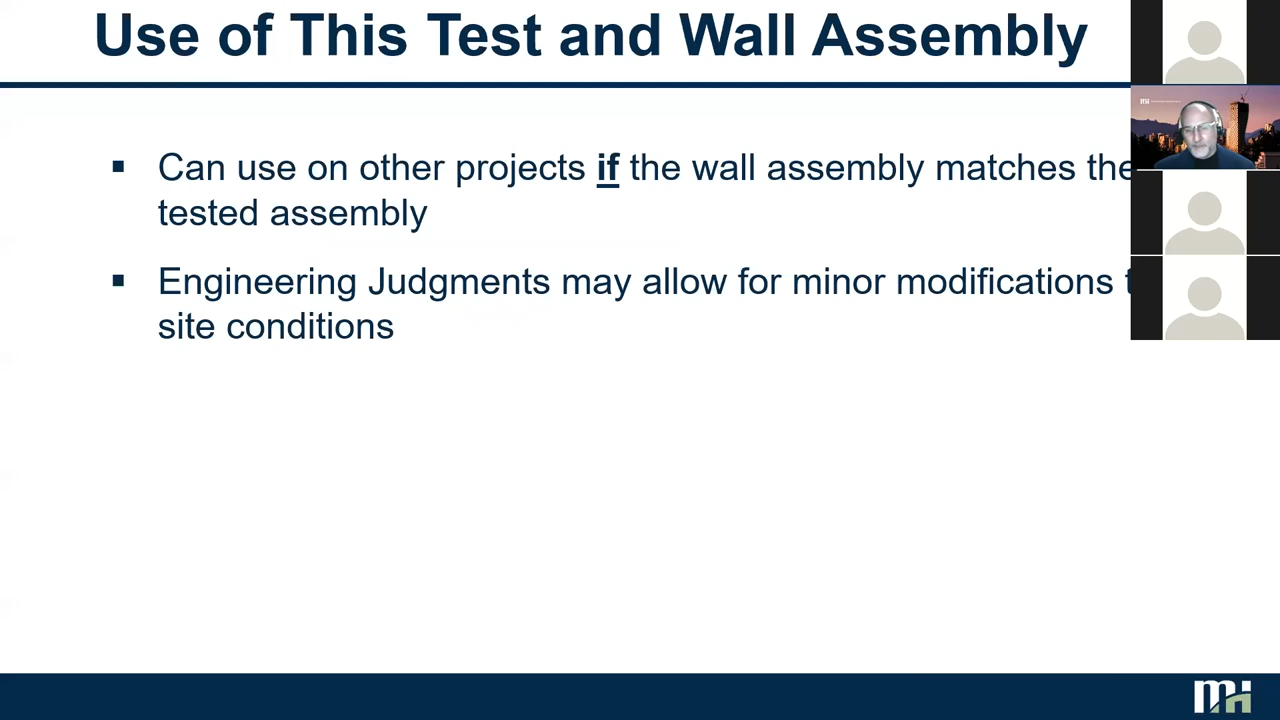 Use of This Test and Wall Assembly
Can use on other projects if the wall assembly matches the
tested assembly
Engineering Judgments may allow for minor modifications
site conditions